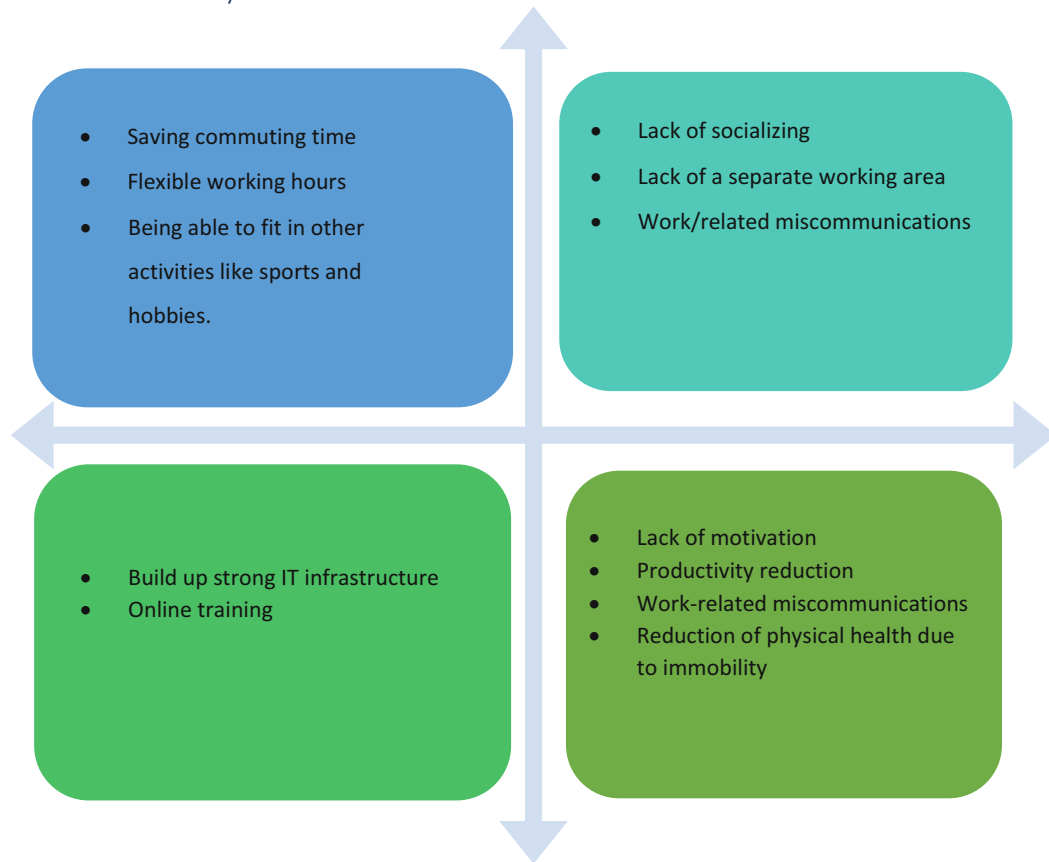 • Saving commuting time
• Flexible working hours
• Being able to fit in other
activities like sports and
hobbies.
• Lack of socializing
• Lack of a separate working area
• Work/related miscommunications
• Build up strong IT infrastructure
• Online training
• Lack of motivation
• Productivity reduction
• Work-related miscommunications
• Reduction of physical health due
to immobility